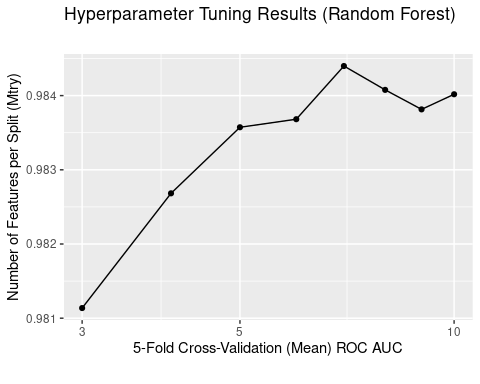 Hyperparameter Tuning Results (Random Forest)
Number of Features per Split (Mtry)
0.984
0.983
0.982
0.981
3 5 10
5-Fold Cross-Validation (Mean) ROC AUC